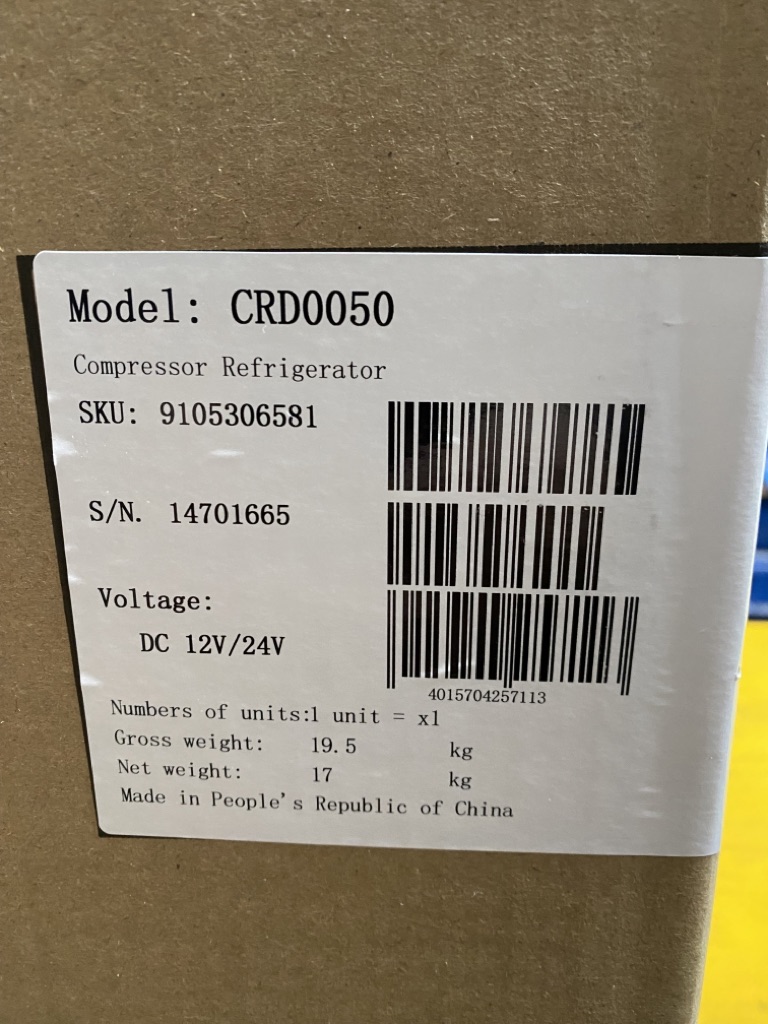 Model: CRD0050
Compressor Refrigerator
SKU: 9105306581
S/N. 14701665
Voltage:
DC 12V/24V
4015704257113
Numbers of units:1 unit = x1
Gross weight: 19.5 kg
Net weight: 17 kg
Made in People's Republic of China